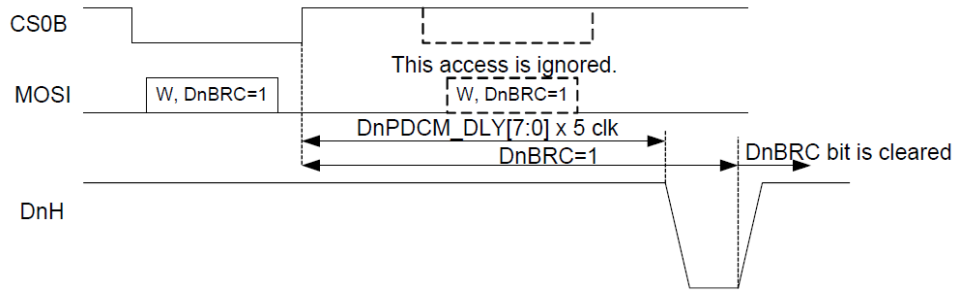 CS0B
This access is ignored.
MOSI
W, DnBRC=1
W, DnBRC=1
DnPDCM_DLY[7:0] x 5 clk
DnBRC=1
DnBRC bit is cleared
DnH